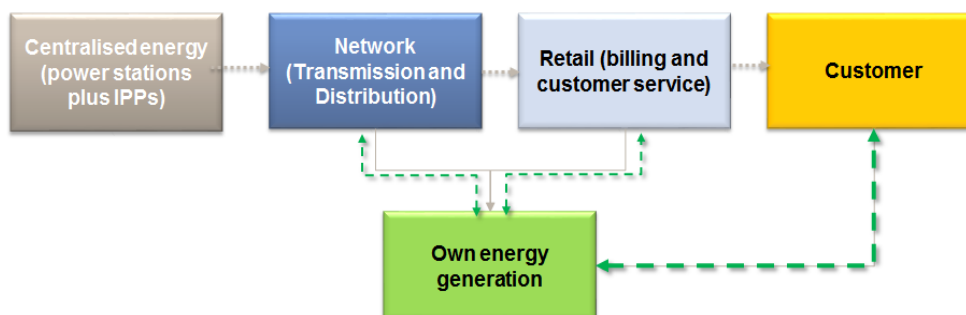 Centralised energy
(power stations
plus IPPs)
Network
(Transmission and
Distribution)
Retail (billing and
customer service)
Customer
Own energy
generation